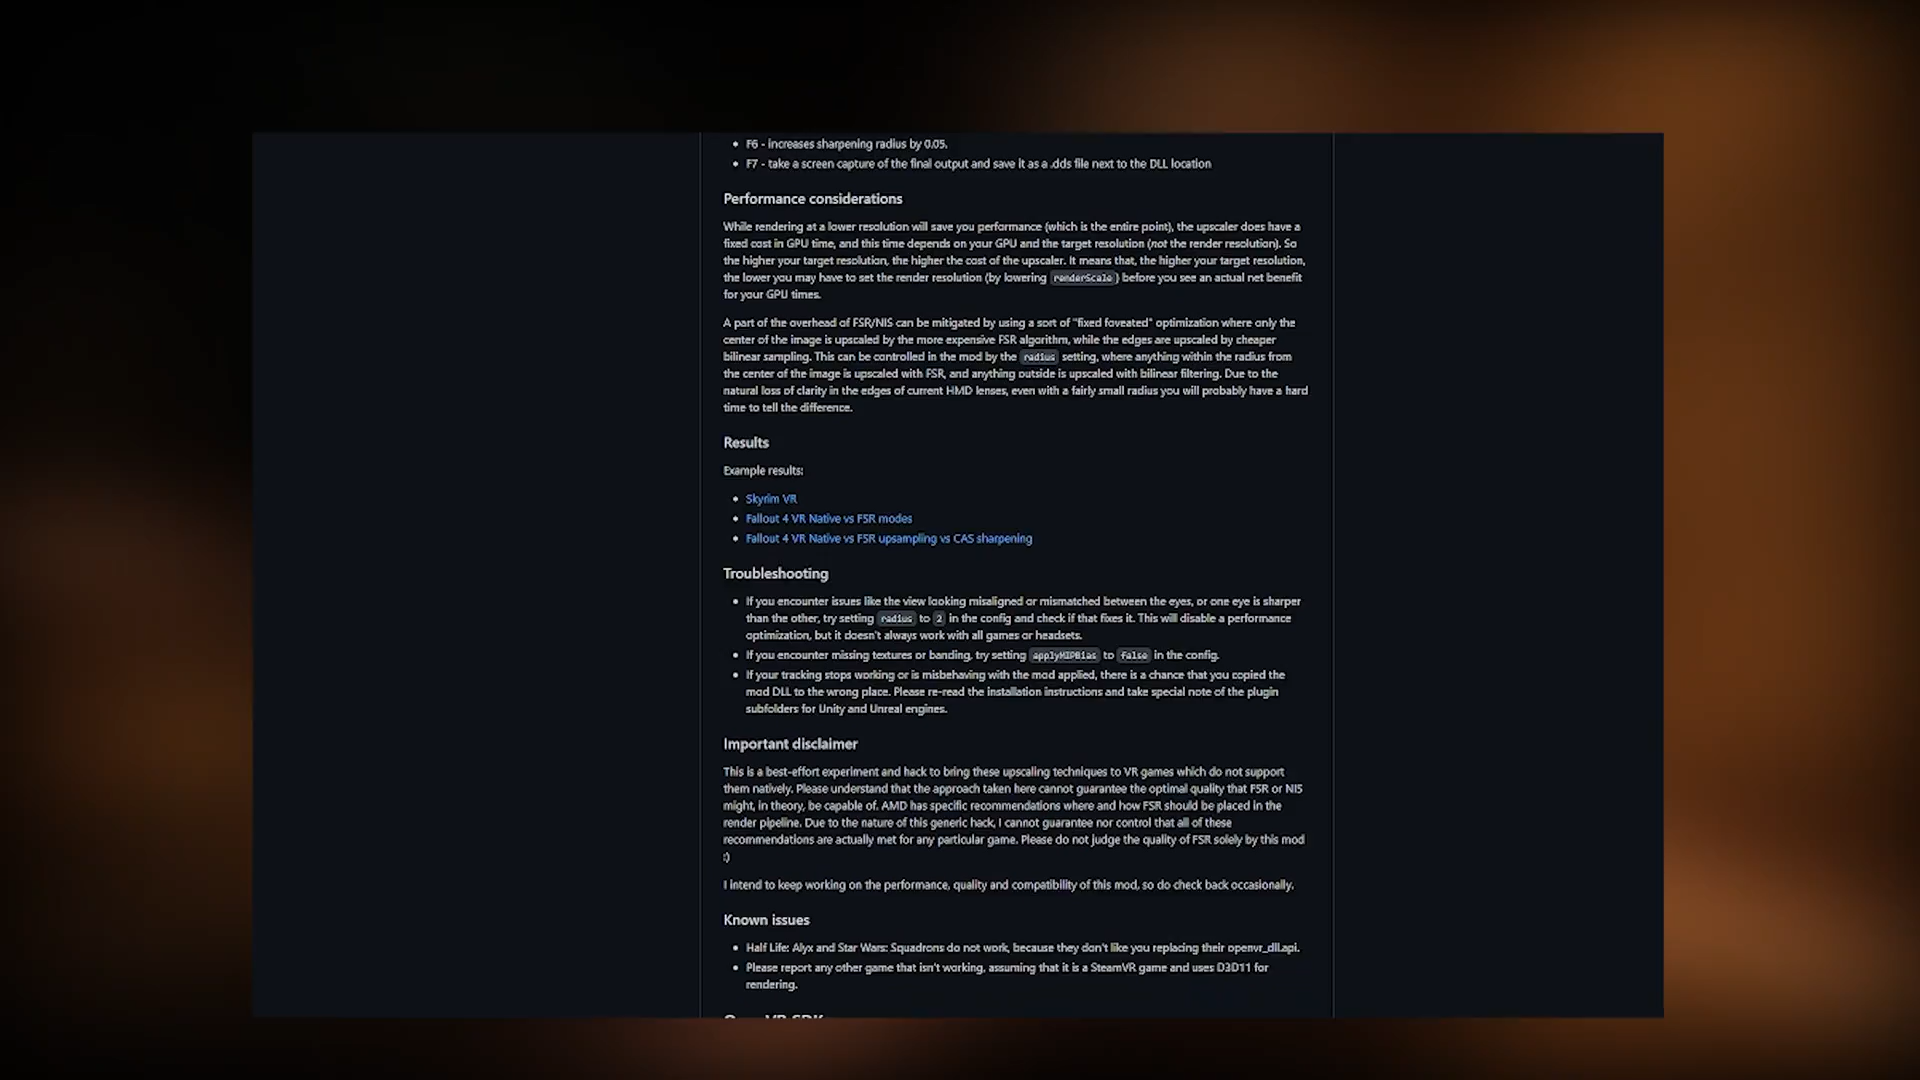 F6 - increases sharpening radius by 0.05.
F7 - take a screen capture of the final output and save it as a .dds file next to the DLL location
Performance considerations
While rendering at a lower resolution will save you performance (which is the entire point), the upscaler does have a
fixed cost in GPU time, and this time depends on your GPU and the target resolution (not the render resolution). So
the higher your target resolution, the higher the cost of the upscaler. It means that, the higher your target resolution,
the lower you may have to set the render resolution (by lowering renderScale) before you see an actual net benefit
for your GPU times.
A part of the overhead of FSR/NIS can be mitigated by using a sort of "fixed foveated" optimization where only the
center of the image is upscaled by the more expensive FSR algorithm, while the edges are upscaled by cheaper
bilinear sampling. This can be controlled in the mod by the radius setting, where anything within the radius from
the center of the image is upscaled with FSR, and anything outside is upscaled with bilinear filtering. Due to the
natural loss of clarity in the edges of current HMD lenses, even with a fairly small radius you will probably have a hard
time to tell the difference.
Results
Example results:
Skyrim VR
Fallout 4 VR Native vs FSR modes
Fallout 4 VR Native vs FSR upsampling vs CAS sharpening
Troubleshooting
If you encounter issues like the view looking misaligned or mismatched between the eyes, or one eye is sharper
than the other, try setting radius to 2 in the config and check if that fixes it. This will disable a performance
optimization, but it doesn't always work with all games or headsets.
If you encounter missing textures or banding, try setting applyMIPBias to false in the config.
If your tracking stops working or is misbehaving with the mod applied, there is a chance that you copied the
mod DLL to the wrong place. Please re-read the installation instructions and take special note of the plugin
subfolders for Unity and Unreal engines.
Important disclaimer
This is a best-effort experiment and hack to bring these upscaling techniques to VR games which do not support
them natively. Please understand that the approach taken here cannot guarantee the optimal quality that FSR or NIS
might, in theory, be capable of. AMD has specific recommendations where and how FSR should be placed in the
render pipeline. Due to the nature of this generic hack, I cannot guarantee nor control that all of these
recommendations are actually met for any particular game. Please do not judge the quality of FSR solely by this mod
:)
I intend to keep working on the performance, quality and compatibility of this mod, so do check back occasionally.
Known issues
Half Life: Alyx and Star Wars: Squadrons do not work, because they don't like you replacing their openvr_dll.api.
Please report any other game that isn't working, assuming that it is a SteamVR game and uses D3D11 for
rendering.